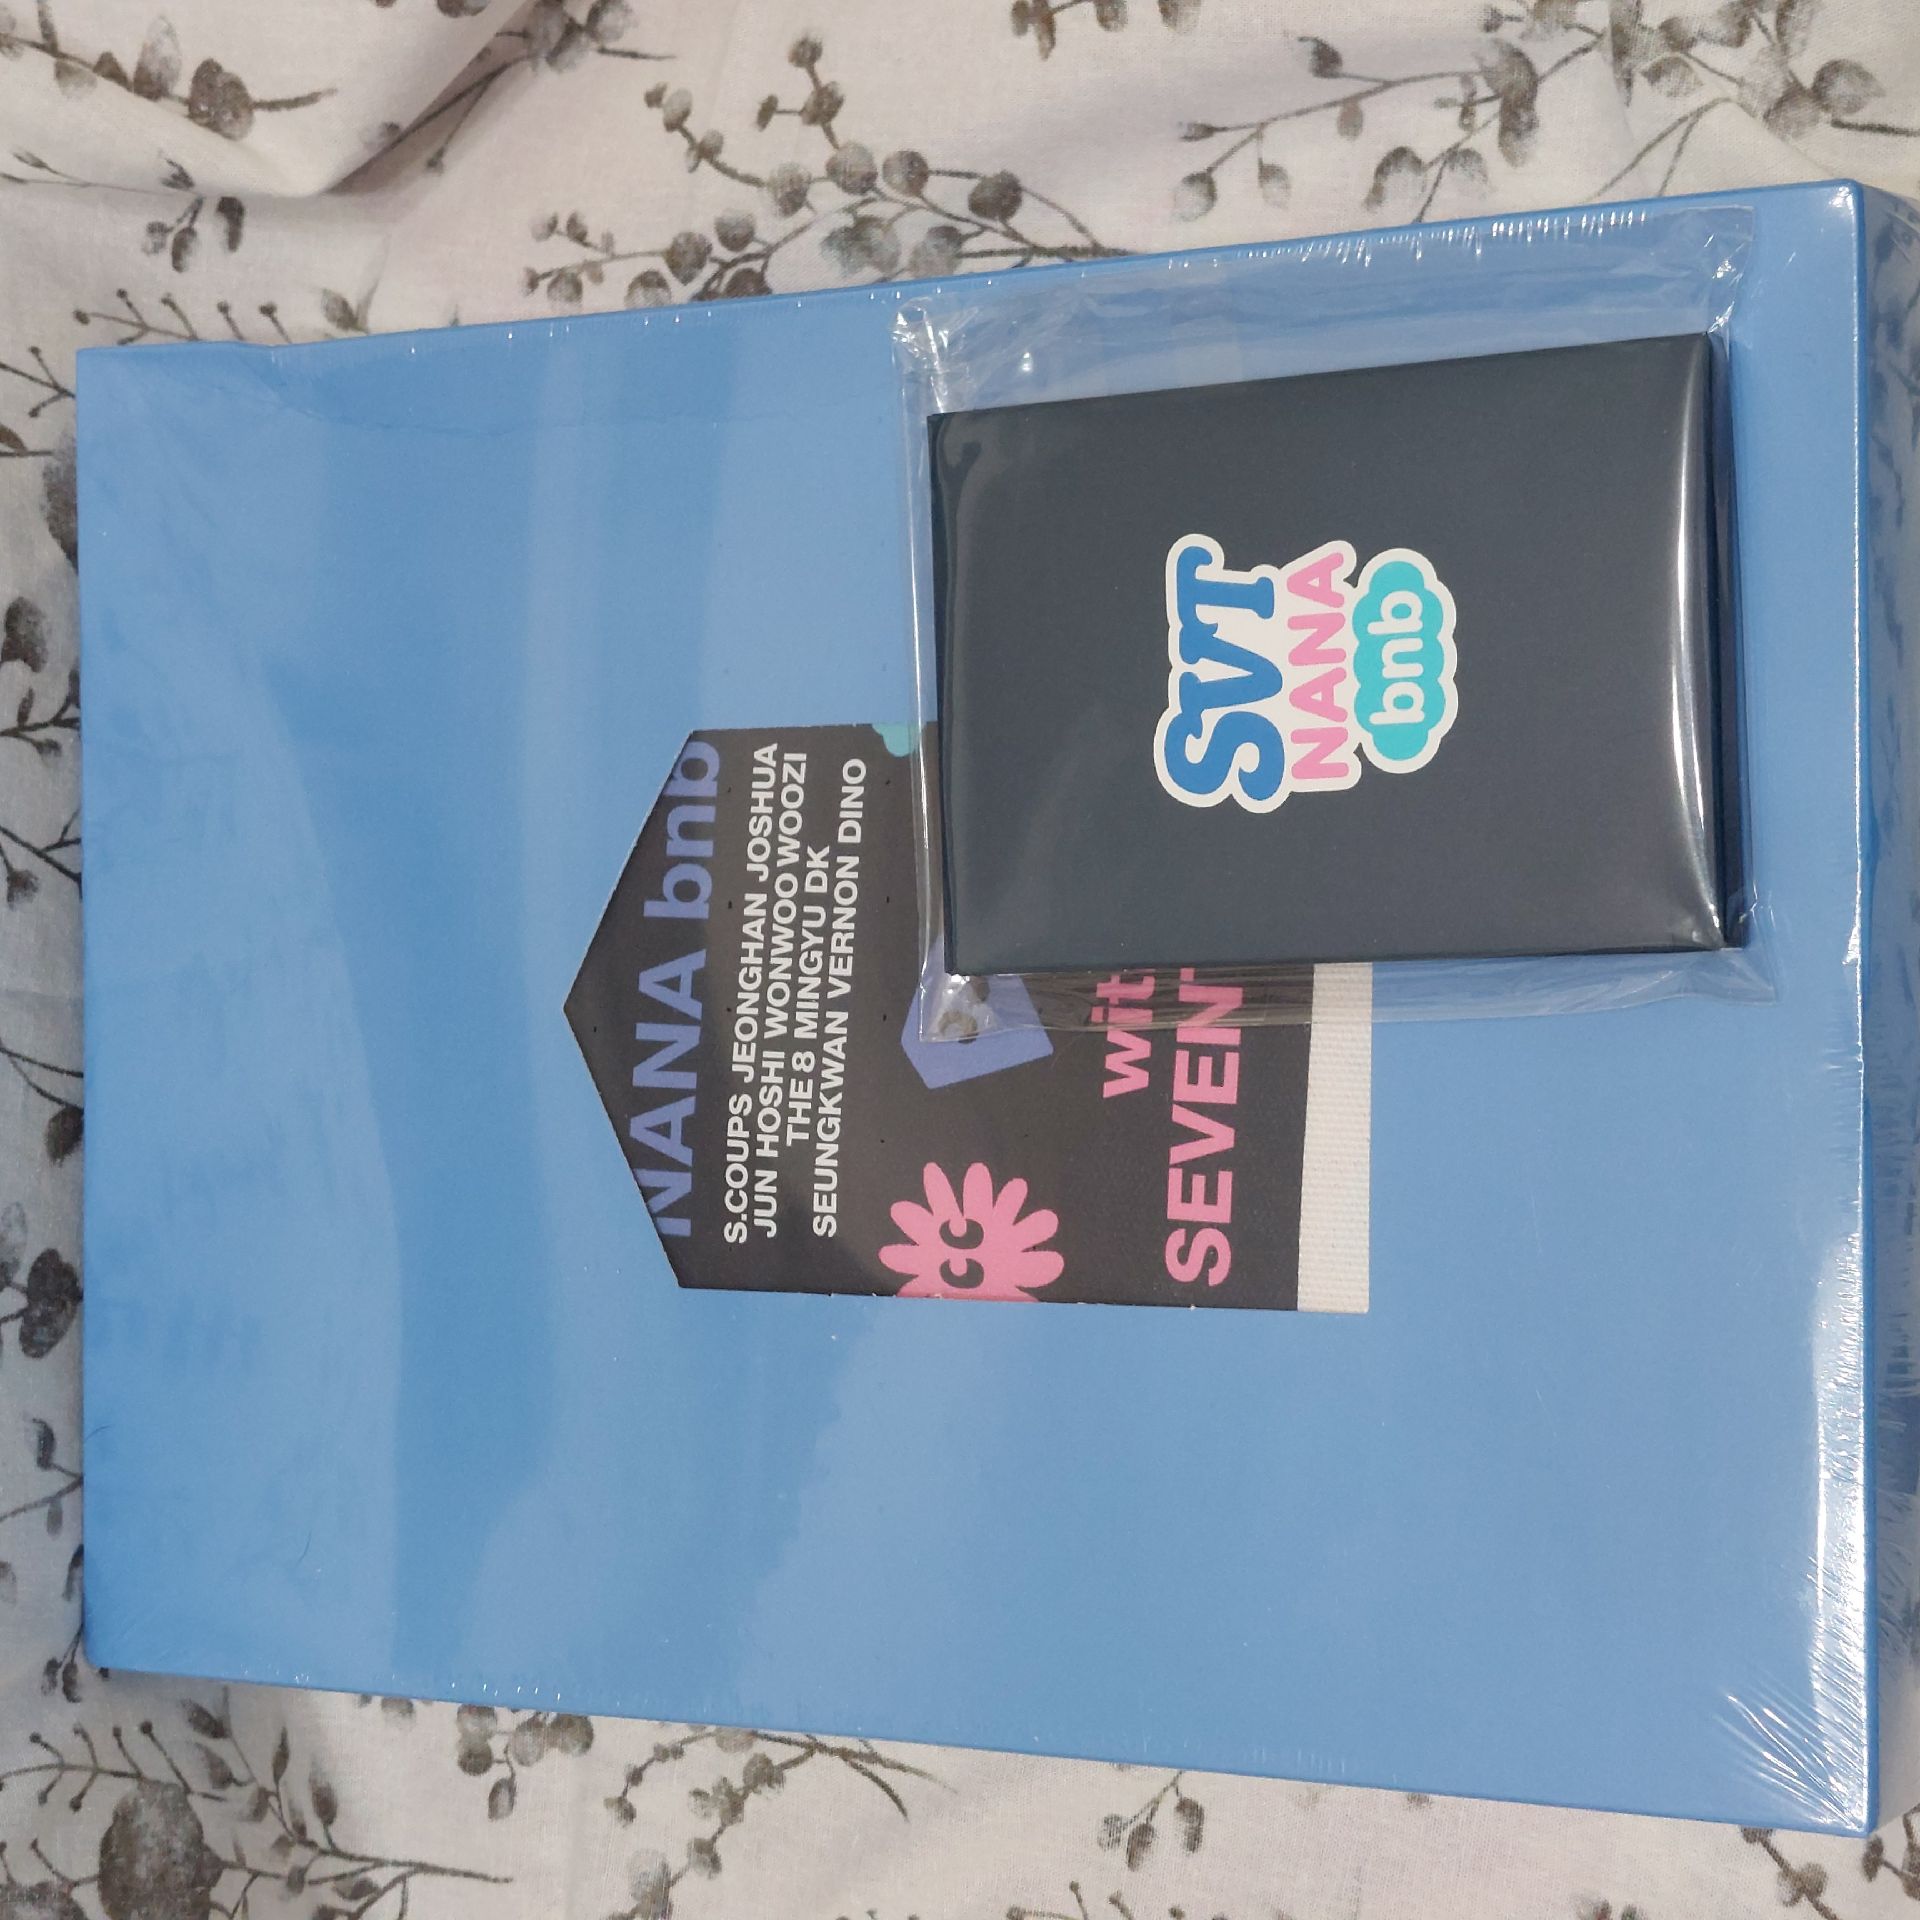 NANA bnb
S.COUPS JEONGHAN JOSHUA
JUN HOSHI WONWOO WOOZI
THE 8 MINGYU DK
SEUNGKWAN VERNON DINO
SVT
NANA
bnb